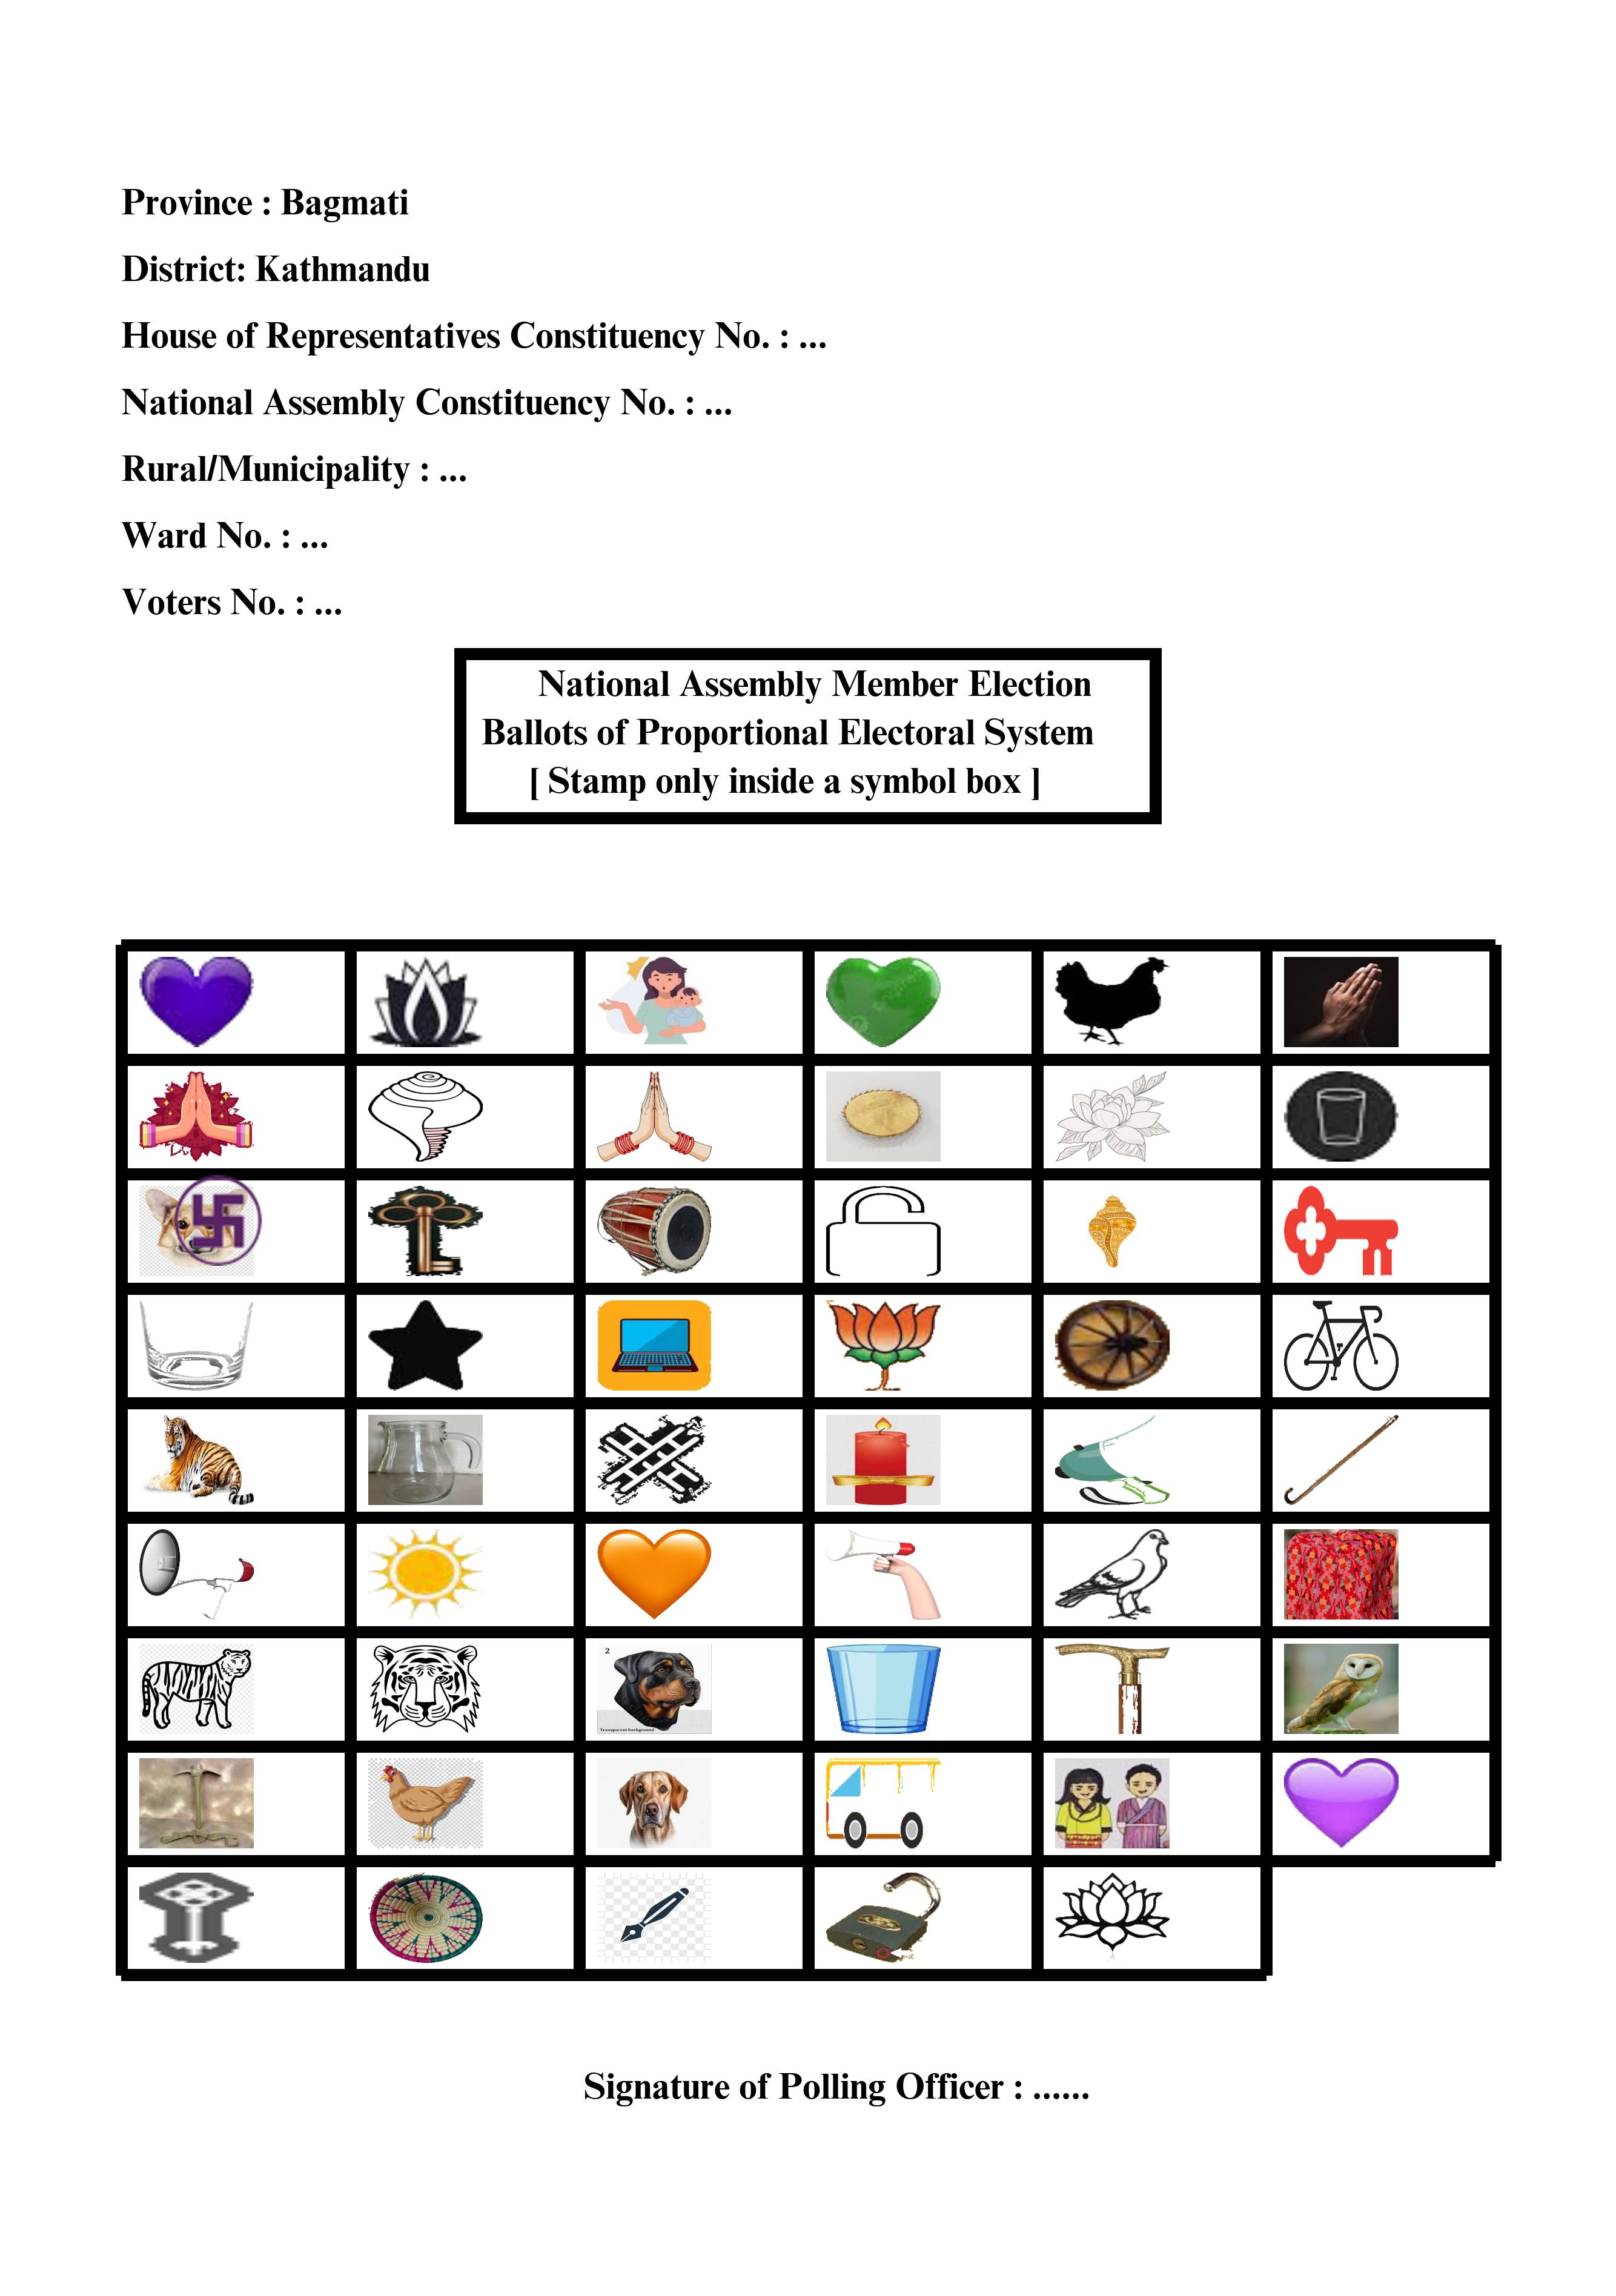 Province : Bagmati
District: Kathmandu
House of Representatives Constituency No. : ...
National Assembly Constituency No. : ...
Rural/Municipality : ...
Ward No. : ...
Voters No. : ...
National Assembly Member Election
Ballots of Proportional Electoral System
[ Stamp only inside a symbol box ]
2
Transparent background
Signature of Polling Officer : ......